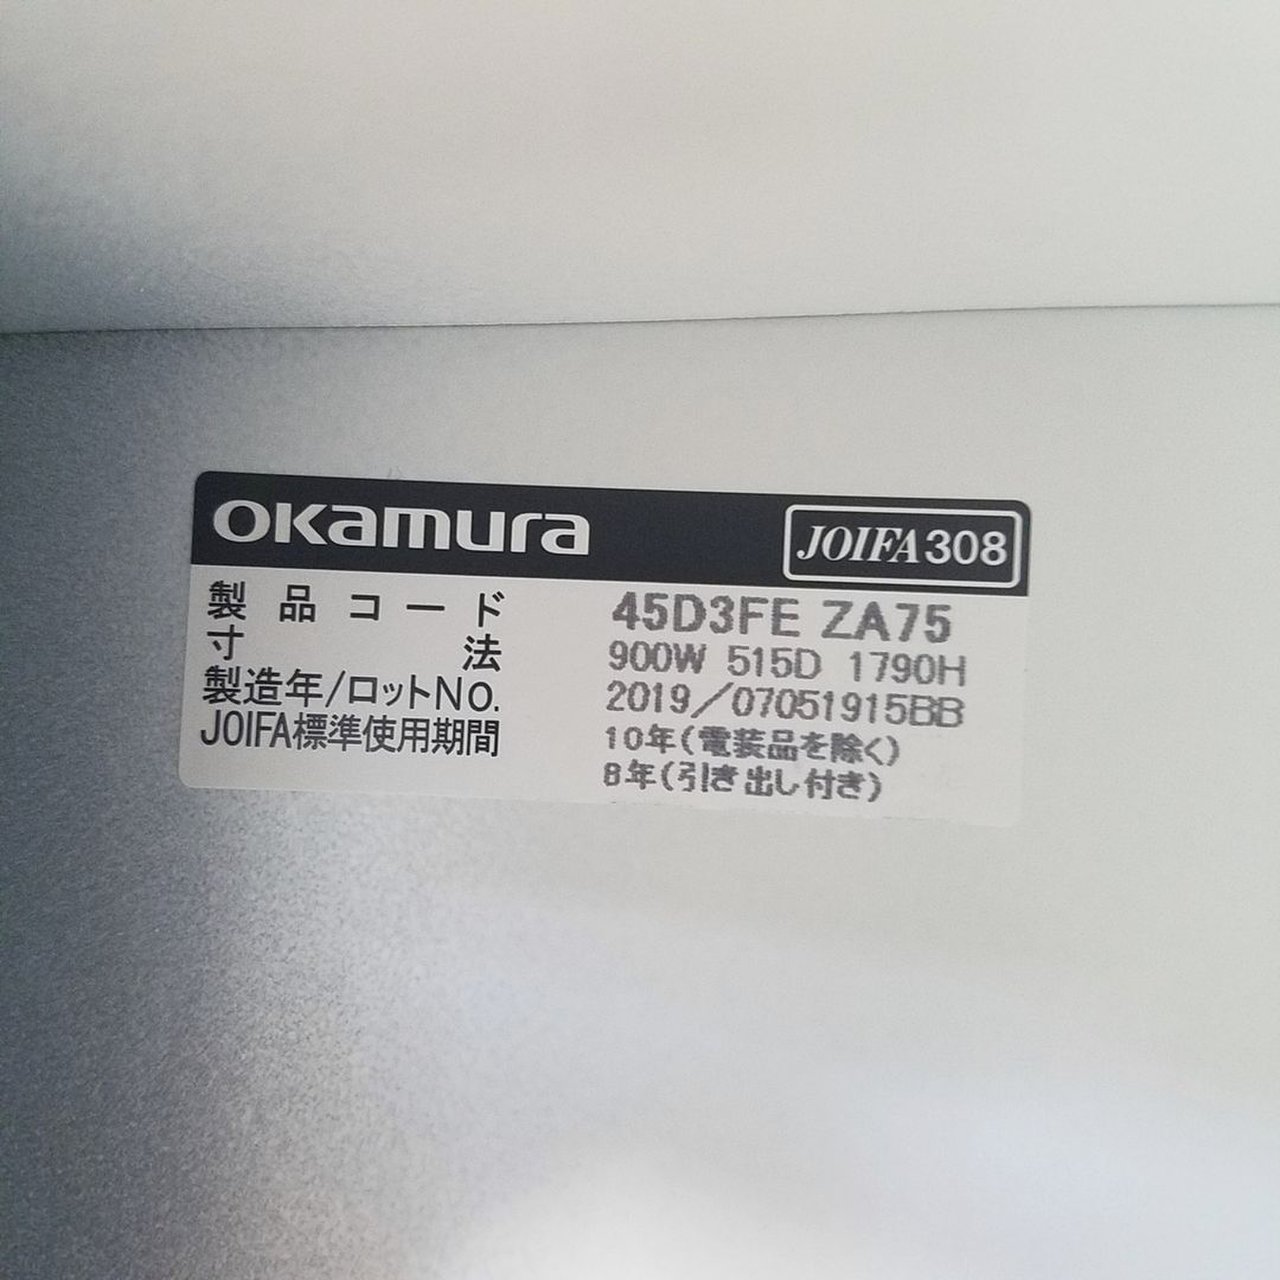 OKamura JOIFA308
製品コード 45D3FE ZA75
寸法 900W 515D 1790H
製造年/ロットNo. 2019/07051915BB
JOIFA標準使用期間 10年(電装品を除く)
8年(引き出し付き)